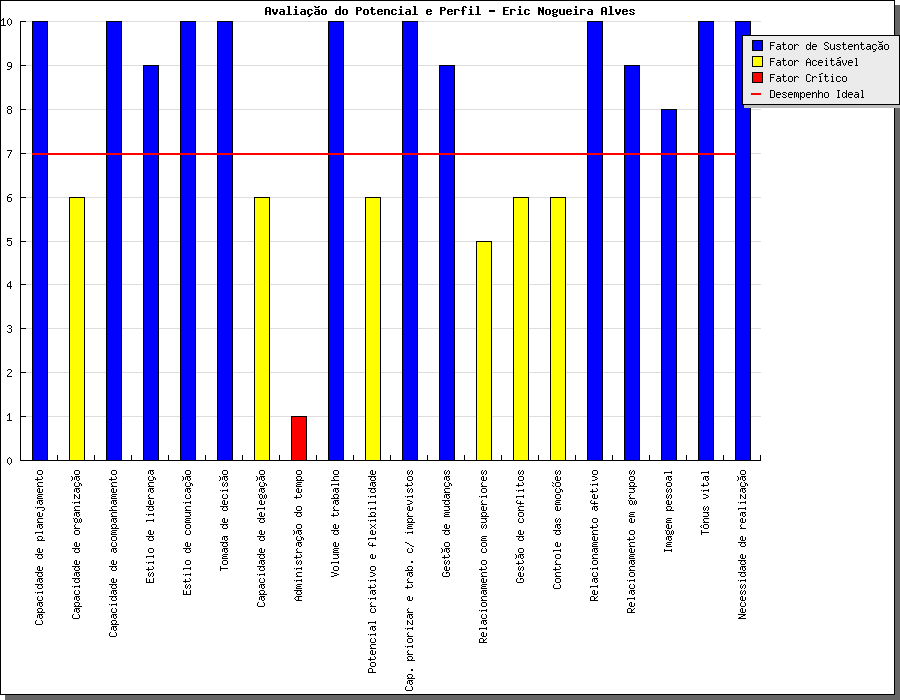 Avaliação do Potencial e Perfil - Eric Nogueira Alves
Fator de Sustentação
Fator Aceitável
Fator Crítico
Desempenho Ideal
10
9
8
7
6
5
4
3
2
1
0
Capacidade de planejamento
Capacidade de organização
Capacidade de acompanhamento
Estilo de liderança
Estilo de comunicação
Tomada de decisão
Capacidade de delegação
Administração do tempo
Volume de trabalho
Potencial criativo e flexibilidade
Cap. priorizar e trab. c/ imprevistos
Gestão de mudanças
Relacionamento com superiores
Gestão de conflitos
Controle das emoções
Relacionamento afetivo
Relacionamento em grupos
Imagem pessoal
Tônus vital
Necessidade de realização